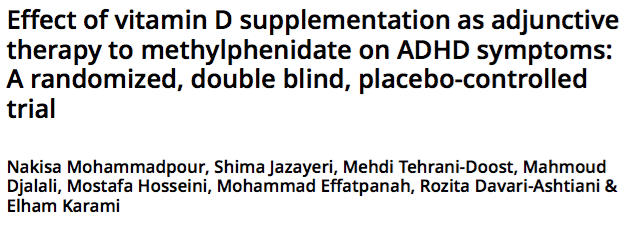 Effect of vitamin D supplementation as adjunctive
therapy to methylphenidate on ADHD symptoms:
A randomized, double blind, placebo-controlled
trial
Nakisa Mohammadpour, Shima Jazayeri, Mehdi Tehrani-Doost, Mahmoud
Djalali, Mostafa Hosseini, Mohammad Effatpanah, Rozita Davari-Ashtiani &
Elham Karami